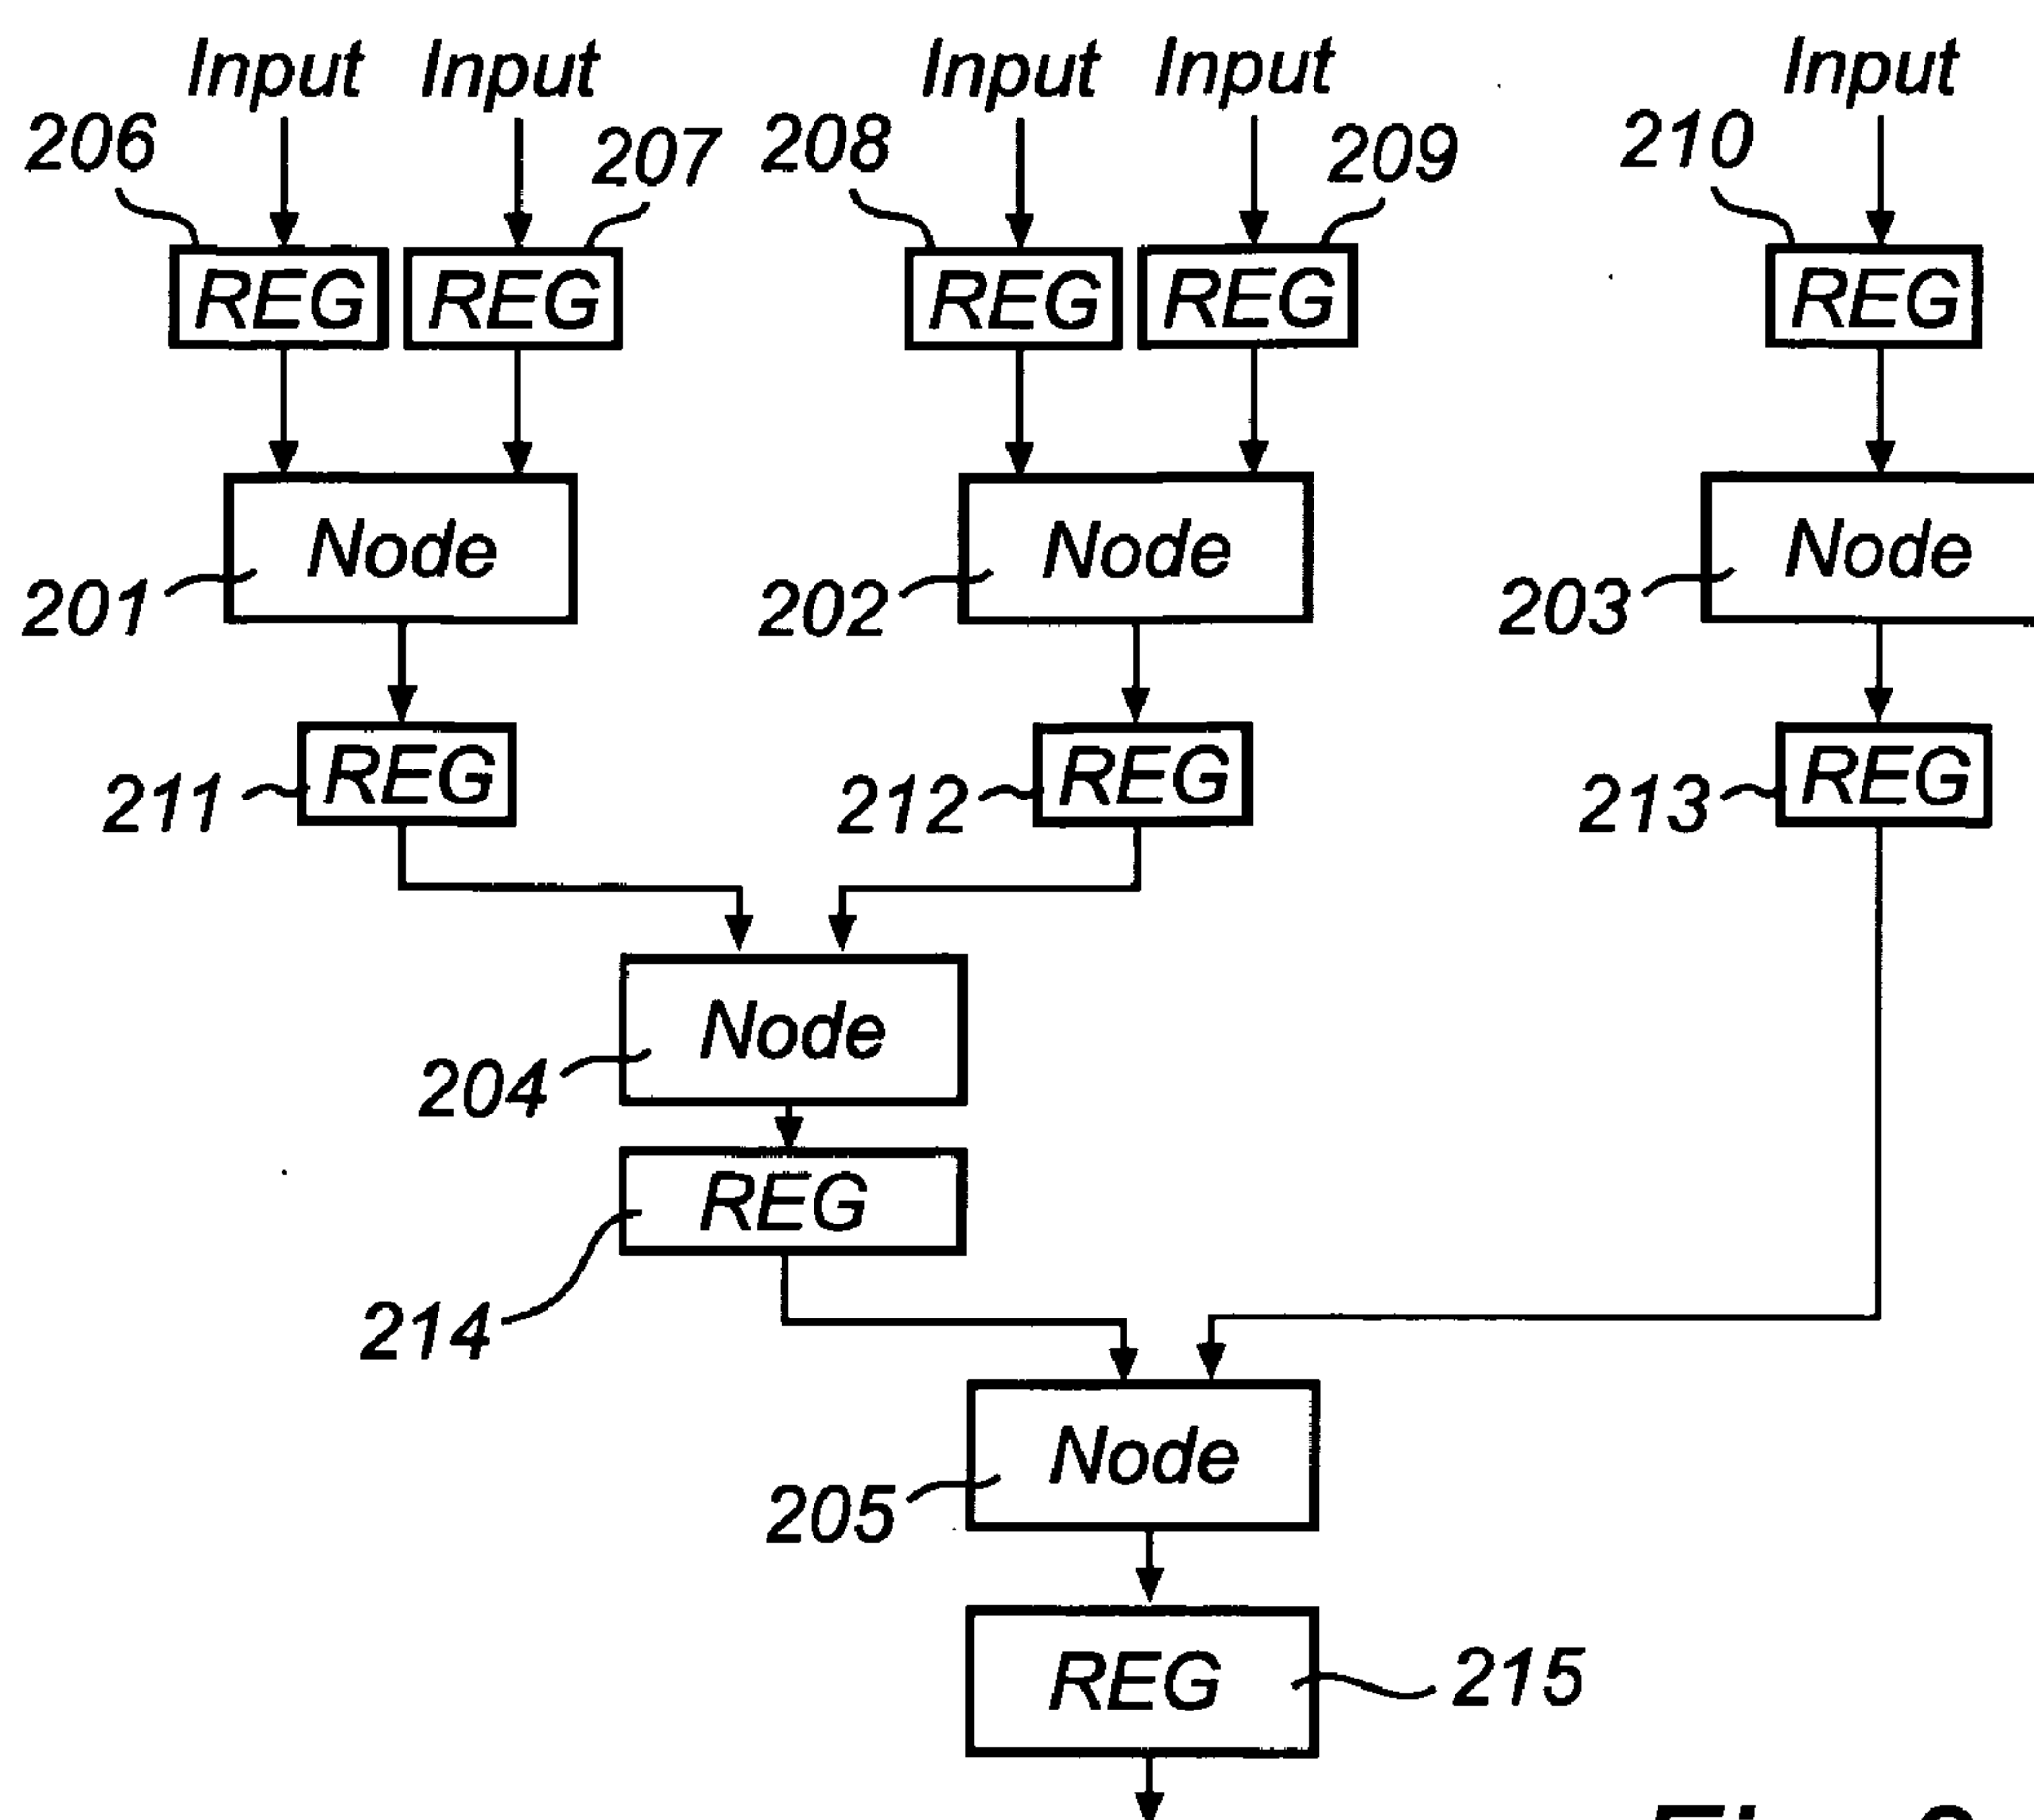 Input Input Input Input Input
206 207 208 209 210
REG REG REG REG REG
Node Node Node
201 202 203
REG REG REG
211 212 213
Node
204
REG
214
Node
205
REG
215